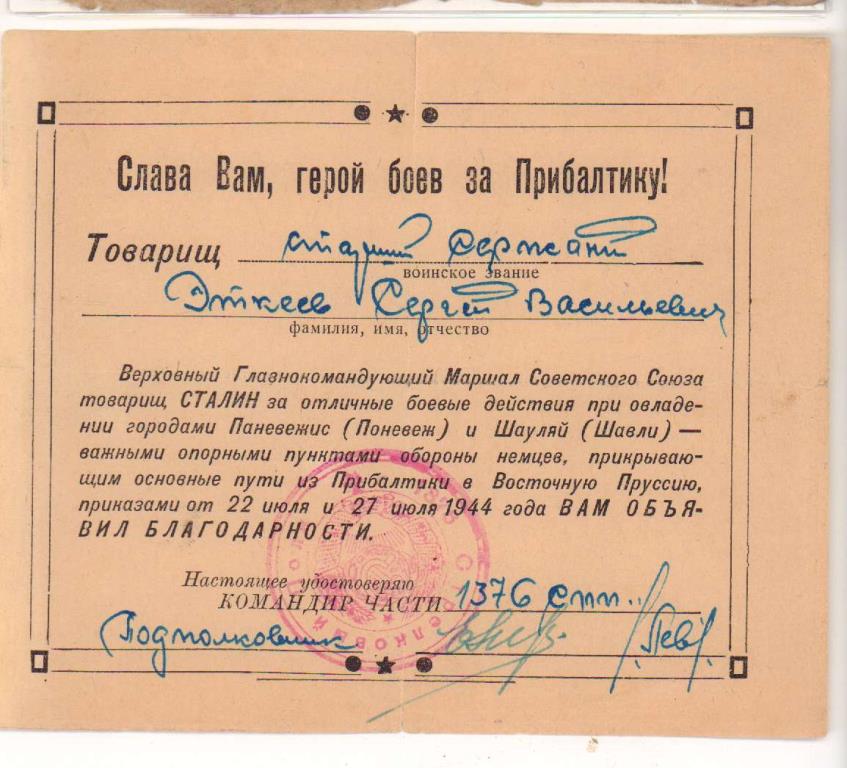 Слава Вам, герой боев за Прибалтику!
Товарищ старший сержант
воинское звание
Эткеев Сергей Васильевич
фамилия, имя, отчество
Верховный Главнокомандующий Маршал Советского Союза
товарищ СТАЛИН за отличные боевые действия при овладе-
нии городами Паневежис (Поневеж) и Шауляй (Шавли) —
важными опорными пунктами обороны немцев, прикрываю-
щим основные пути из Прибалтики в Восточную Пруссию,
приказами от 22 июля и 27 июля 1944 года ВАМ ОБЪЯ-
ВИЛ БЛАГОДАРНОСТИ.
Настоящее удостоверяю
КОМАНДИР ЧАСТИ 1376 спп..
Подполковник
СТРЕЛКОВЫЙ